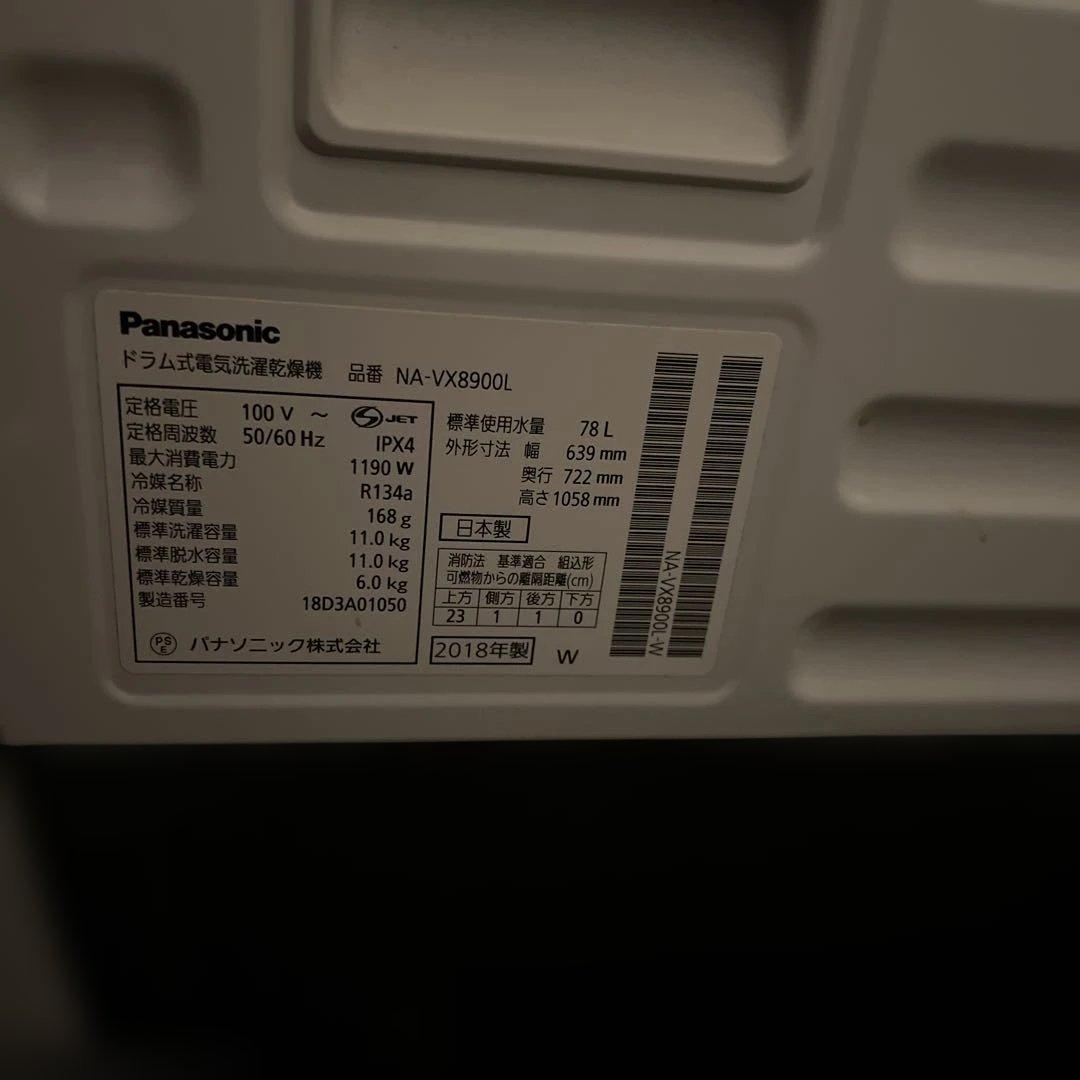 Panasonic
ドラム式電気洗濯乾燥機 品番 NA-VX8900L
定格電圧 100 V ～ S JET
定格周波数 50/60 Hz IPX4
最大消費電力 1190 W
冷媒名称 R134a
冷媒質量 168 g
標準洗濯容量 11.0 kg
標準脱水容量 11.0 kg
標準乾燥容量 6.0 kg
製造番号 18D3A01050
PS E パナソニック株式会社
標準使用水量 78 L
外形寸法 幅 639 mm
奥行 722 mm
高さ 1058 mm
日本製
消防法 基準適合 組込形
可燃物からの離隔距離(cm)
上方 側方 後方 下方
23 1 1 0
2018年製 W
NA-VX8900L-W